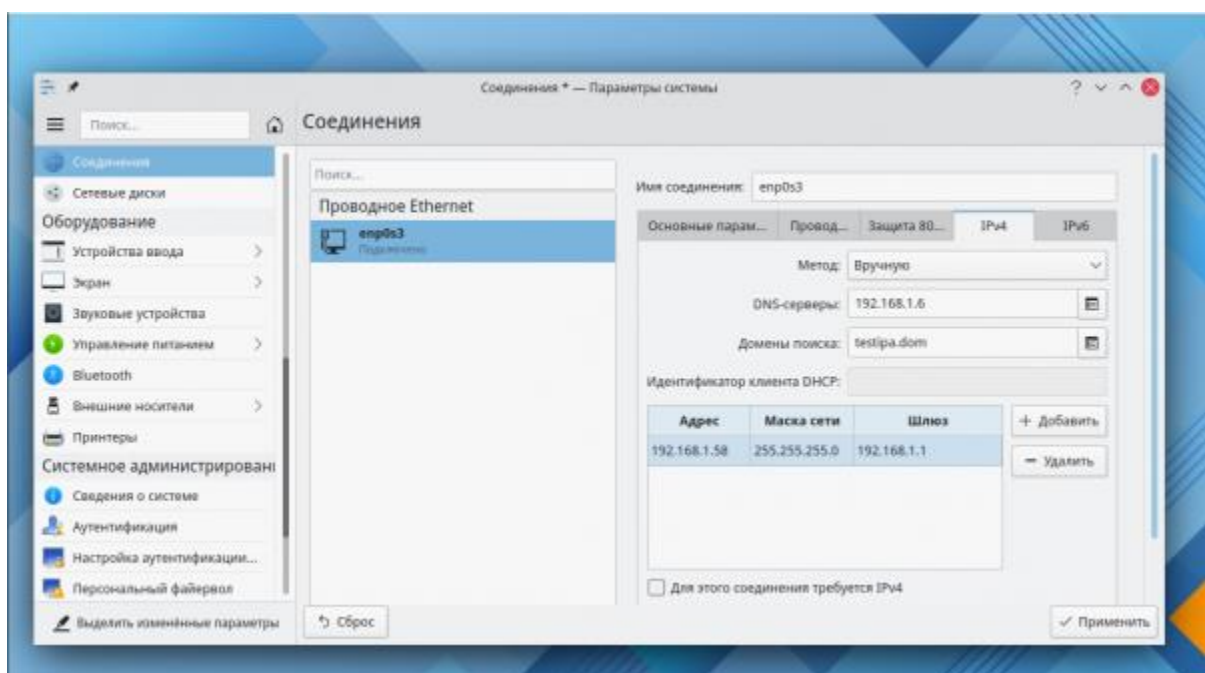 Соединения * — Параметры системы
Поиск...
Соединения
Соединения
Сетевые диски
Оборудование
Устройства ввода
Экран
Звуковые устройства
Управление питанием
Bluetooth
Внешние носители
Принтеры
Системное администрировани
Сведения о системе
Аутентификация
Настройка аутентификации...
Персональный файервол
Выделить изменённые параметры
Поиск...
Проводное Ethernet
enp0s3
Подключено
Сброс
Имя соединения: enp0s3
Основные парам... Провод... Защита 80... IPv4 IPv6
Метод: Вручную
DNS-серверы: 192.168.1.6
Домены поиска: testipa.dom
Идентификатор клиента DHCP:
Адрес Маска сети Шлюз
192.168.1.58 255.255.255.0 192.168.1.1
+ Добавить
− Удалить
Для этого соединения требуется IPv4
Применить